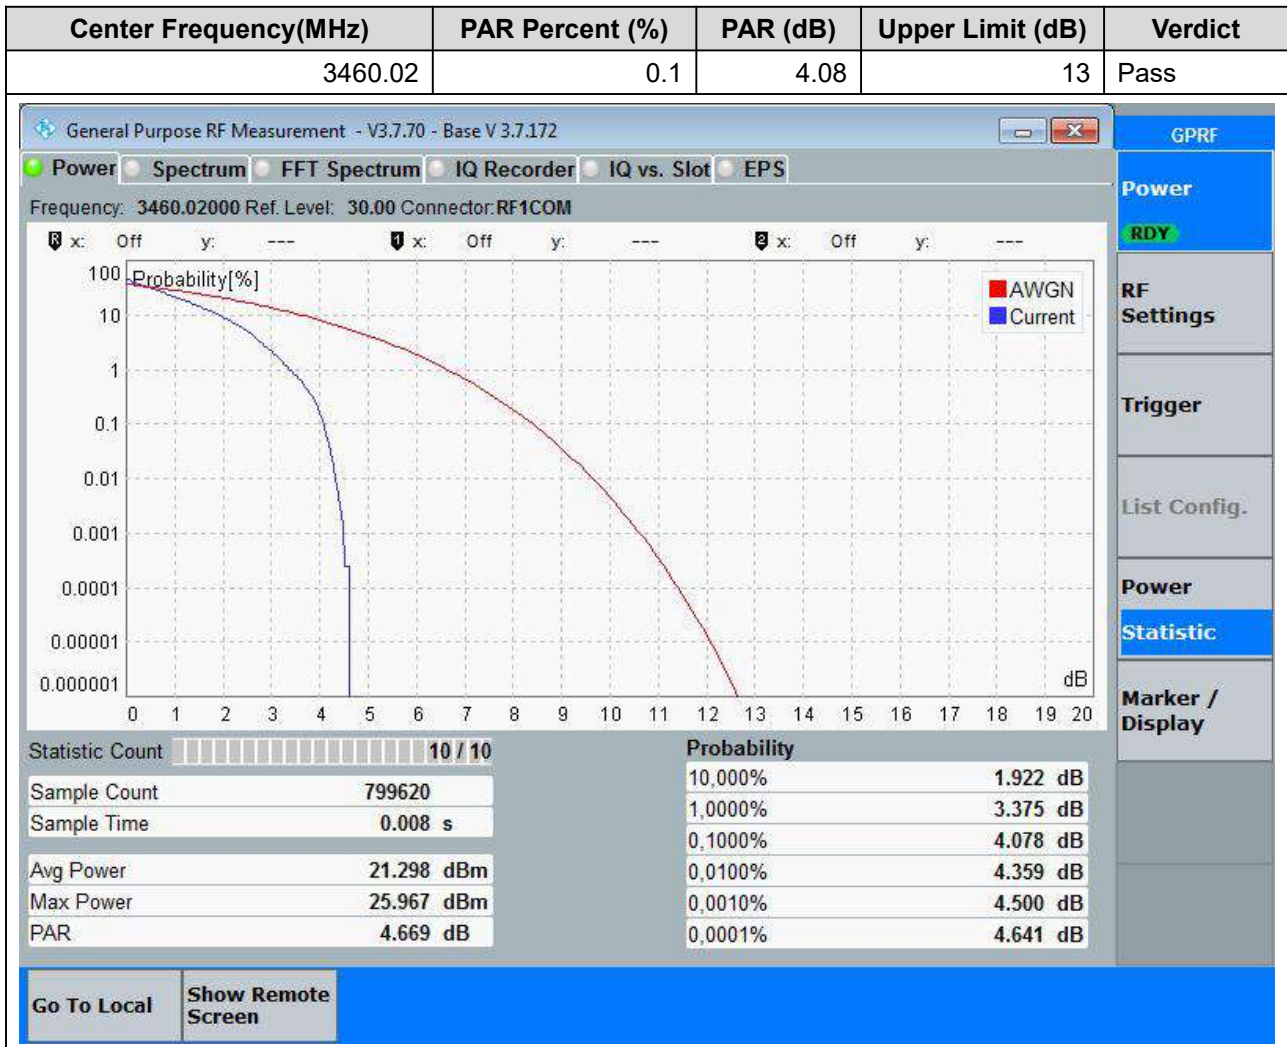 Center Frequency(MHz) PAR Percent (%) PAR (dB) Upper Limit (dB) Verdict
3460.02 0.1 4.08 13 Pass
General Purpose RF Measurement - V3.7.70 - Base V 3.7.172
GPRF
Power Spectrum FFT Spectrum IQ Recorder IQ vs. Slot EPS
Frequency: 3460.02000 Ref. Level: 30.00 Connector: RF1COM
R x: Off y: --- 1 x: Off y: --- 2 x: Off y: ---
Probability[%]
100
10
1
0.1
0.01
0.001
0.0001
0.00001
0.000001
AWGN
Current
dB
0 1 2 3 4 5 6 7 8 9 10 11 12 13 14 15 16 17 18 19 20
Statistic Count 10 / 10
Sample Count 799620
Sample Time 0.008 s
Avg Power 21.298 dBm
Max Power 25.967 dBm
PAR 4.669 dB
Probability
10,000% 1.922 dB
1,0000% 3.375 dB
0,1000% 4.078 dB
0,0100% 4.359 dB
0,0010% 4.500 dB
0,0001% 4.641 dB
Power
RDY
RF
Settings
Trigger
List Config.
Power
Statistic
Marker /
Display
Go To Local
Show Remote
Screen